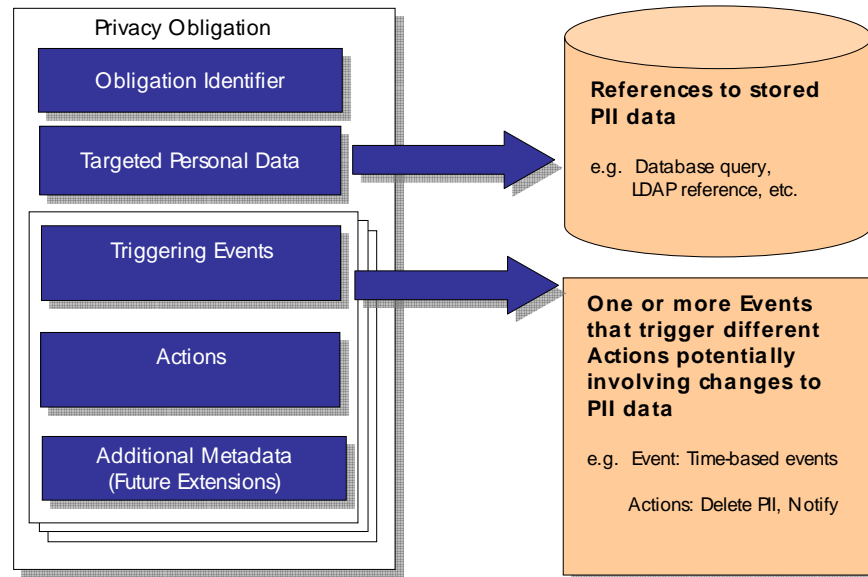 Privacy Obligation
Obligation Identifier
Targeted Personal Data
Triggering Events
Actions
Additional Metadata
(Future Extensions)
References to stored
PII data
e.g. Database query,
LDAP reference, etc.
One or more Events
that trigger different
Actions potentially
involving changes to
PII data
e.g. Event: Time-based events
Actions: Delete PII, Notify